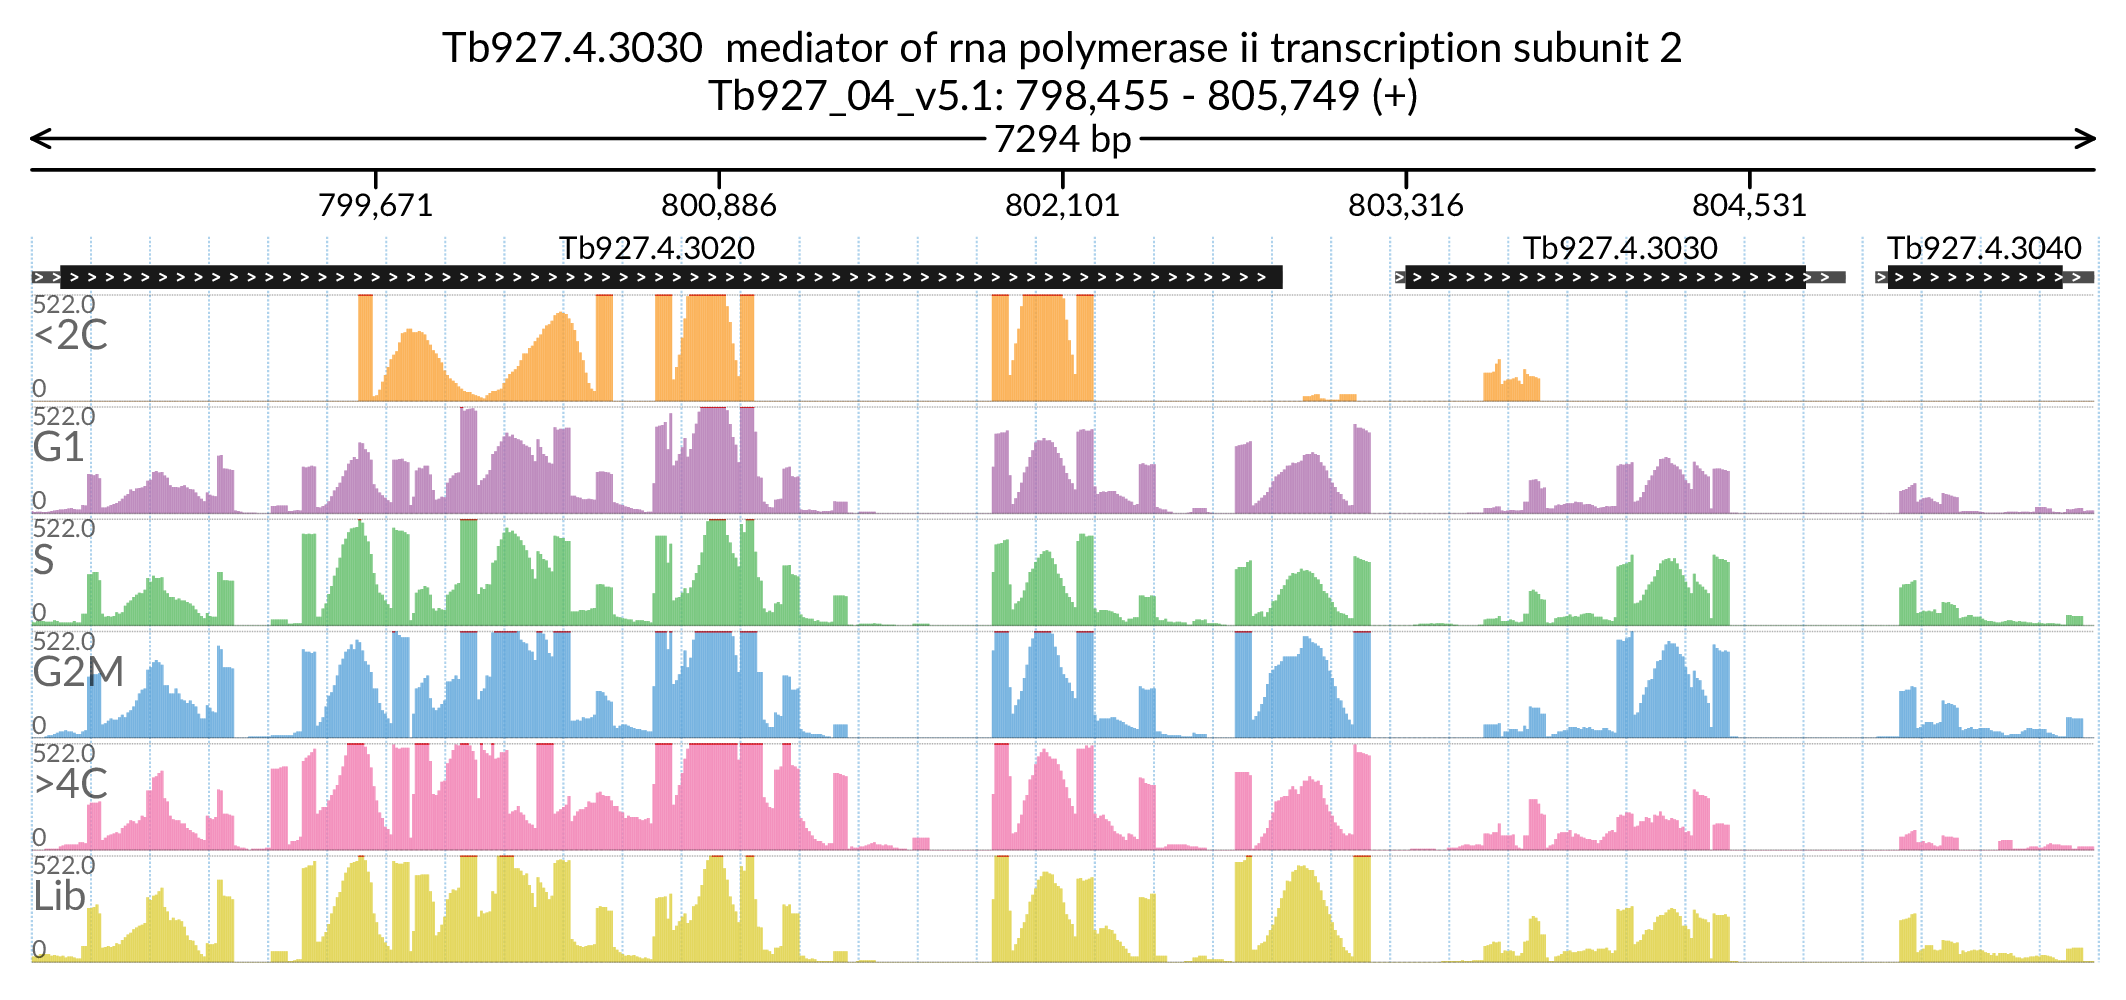 Tb927.4.3030  mediator of rna polymerase ii transcription subunit 2
Tb927_04_v5.1: 798,455 - 805,749 (+)
7294 bp
799,671 800,886 802,101 803,316 804,531
Tb927.4.3020 Tb927.4.3030 Tb927.4.3040
522.0
<2C
0
522.0
G1
0
522.0
S
0
522.0
G2M
0
522.0
>4C
0
522.0
Lib
0